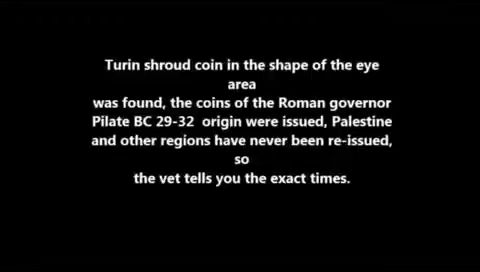 Turin shroud coin in the shape of the eye
area
was found, the coins of the Roman governor
Pilate BC 29-32 origin were issued, Palestine
and other regions have never been re-issued,
so
the vet tells you the exact times.